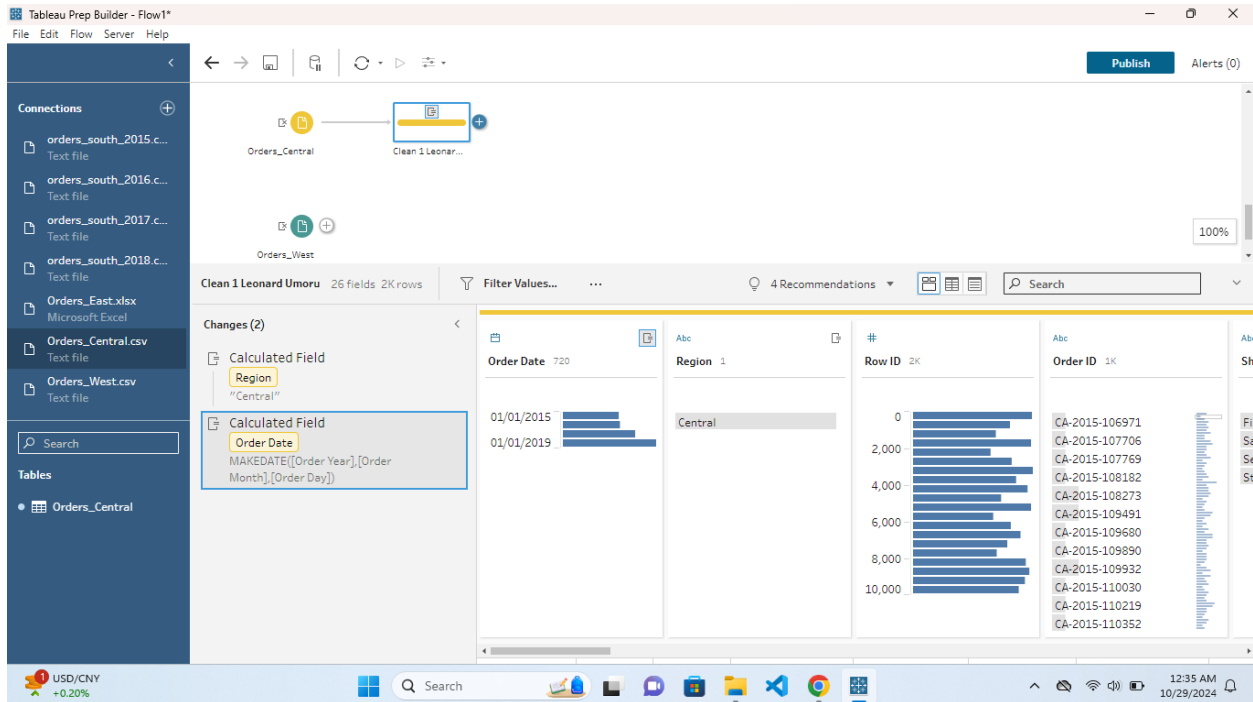 Tableau Prep Builder - Flow1*
File Edit Flow Server Help
Publish
Alerts (0)
Connections
orders_south_2015.c...
Text file
orders_south_2016.c...
Text file
orders_south_2017.c...
Text file
orders_south_2018.c...
Text file
Orders_East.xlsx
Microsoft Excel
Orders_Central.csv
Text file
Orders_West.csv
Text file
Search
Tables
Orders_Central
Orders_Central
Clean 1 Leonar...
Orders_West
100%
Clean 1 Leonard Umoru 26 fields 2K rows
Filter Values...
...
4 Recommendations
Search
Changes (2)
Calculated Field
Region
"Central"
Calculated Field
Order Date
MAKEDATE([Order Year],[Order
Month],[Order Day])
Order Date 720
01/01/2015
01/01/2019
Abc
Region 1
Central
#
Row ID 2K
0
2,000
4,000
6,000
8,000
10,000
Abc
Order ID 1K
CA-2015-106971
CA-2015-107706
CA-2015-107769
CA-2015-108182
CA-2015-108273
CA-2015-109491
CA-2015-109680
CA-2015-109890
CA-2015-109932
CA-2015-110030
CA-2015-110219
CA-2015-110352
Ab
Sh
Fi
Sa
Se
St
1
USD/CNY
+0.20%
Search
12:35 AM
10/29/2024